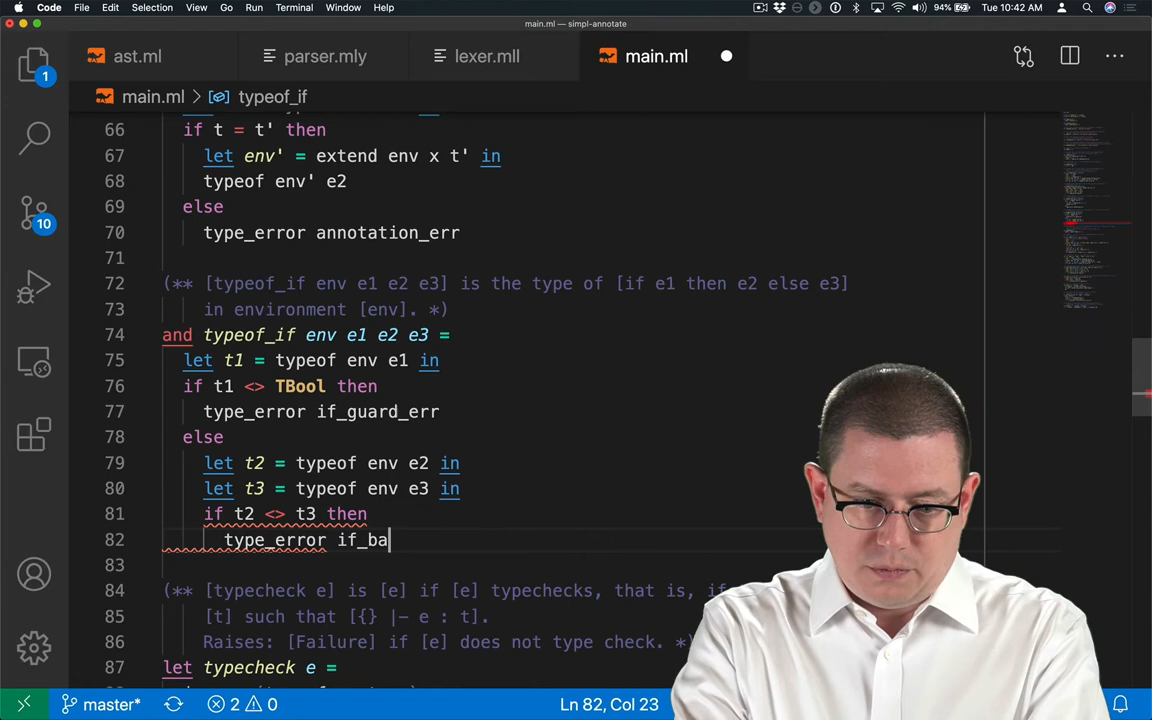 Code File Edit Selection View Go Run Terminal Window Help 94% Tue 10:42 AM
main.ml — simpl-annotate
ast.ml parser.mly lexer.mll main.ml
main.ml > typeof_if
66 if t = t' then
67 let env' = extend env x t' in
68 typeof env' e2
69 else
70 type_error annotation_err
71
72 (** [typeof_if env e1 e2 e3] is the type of [if e1 then e2 else e3]
73 in environment [env]. *)
74 and typeof_if env e1 e2 e3 =
75 let t1 = typeof env e1 in
76 if t1 <> TBool then
77 type_error if_guard_err
78 else
79 let t2 = typeof env e2 in
80 let t3 = typeof env e3 in
81 if t2 <> t3 then
82 type_error if_ba
83
84 (** [typecheck e] is [e] if [e] typechecks, that is, if
85 [t] such that [{} |- e : t].
86 Raises: [Failure] if [e] does not type check. *)
87 let typecheck e =
1
10
master* 2 0 Ln 82, Col 23